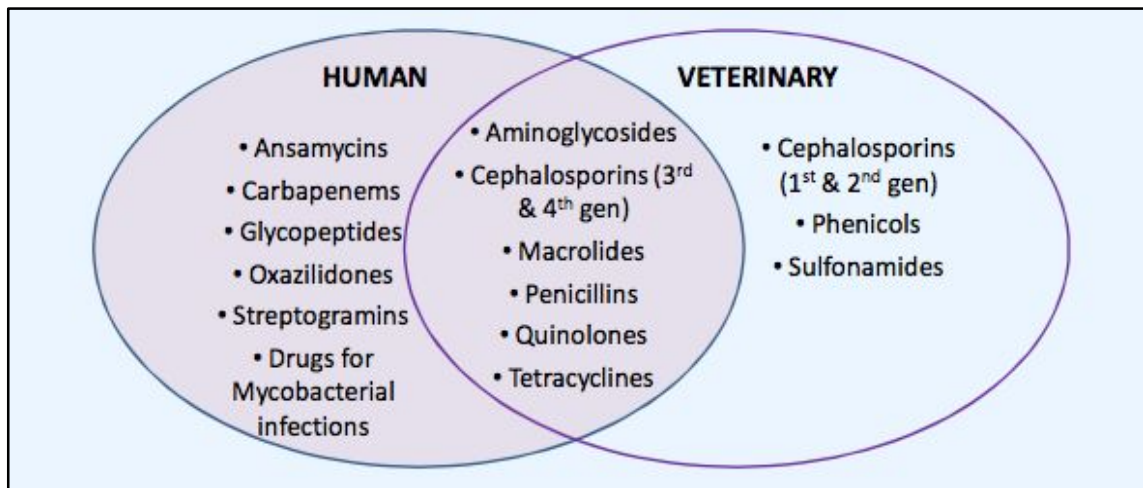 HUMAN
• Ansamycins
• Carbapenems
• Glycopeptides
• Oxazilidones
• Streptogramins
• Drugs for
Mycobacterial
infections
• Aminoglycosides
• Cephalosporins (3rd
& 4th gen)
• Macrolides
• Penicillins
• Quinolones
• Tetracyclines
VETERINARY
• Cephalosporins
(1st & 2nd gen)
• Phenicols
• Sulfonamides